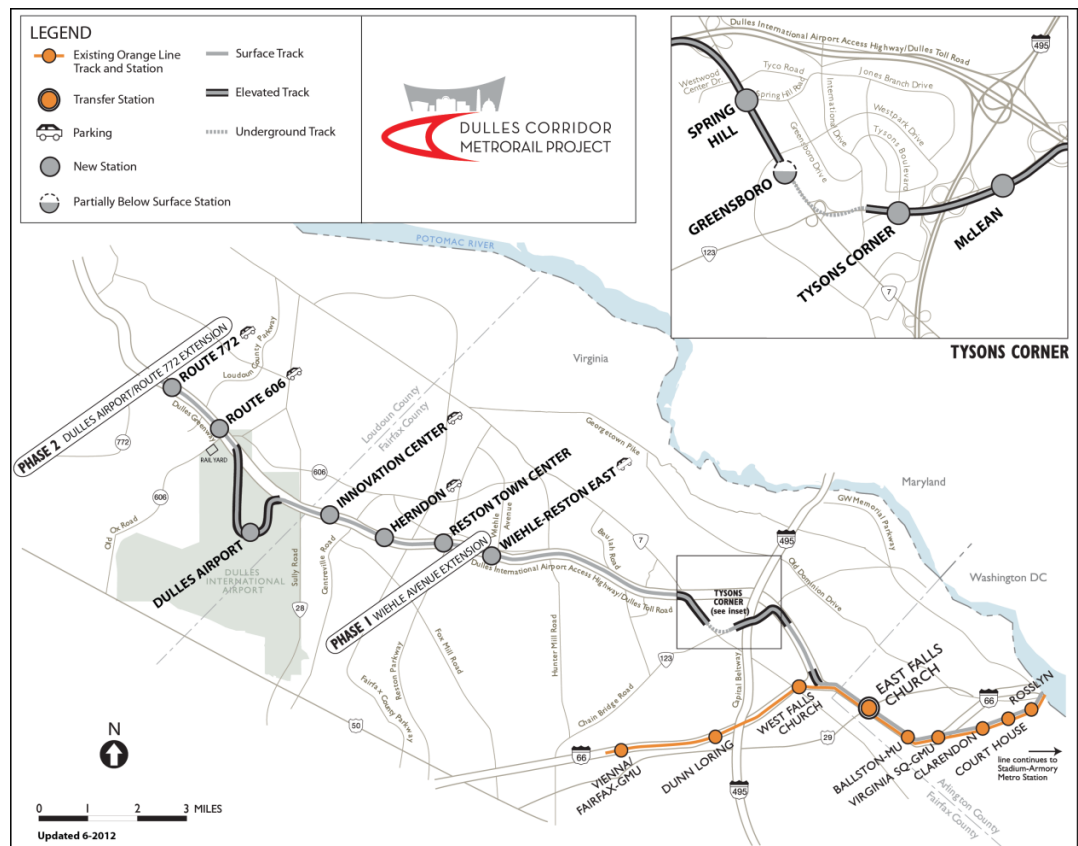 LEGEND
Existing Orange Line
Track and Station
Transfer Station
Parking
New Station
Partially Below Surface Station
Surface Track
Elevated Track
Underground Track
DULLES CORRIDOR
METRORAIL PROJECT
Dulles International Airport Access Highway/Dulles Toll Road
495
Westwood
Center Dr.
Tyco Road
Spring Hill Road
Jones Branch Drive
International Drive
Westpark Drive
Tysons Boulevard
Greensboro Drive
SPRING
HILL
GREENSBORO
TYSONS CORNER
McLEAN
123
7
TYSONS CORNER
POTOMAC RIVER
Virginia
Maryland
Washington DC
PHASE 2 DULLES AIRPORT/ROUTE 772 EXTENSION
ROUTE 772
Loudoun County Parkway
ROUTE 606
Dulles Greenway
772
RAIL YARD
606
606
Old Ox Road
DULLES AIRPORT
DULLES
INTERNATIONAL
AIRPORT
Sully Road
28
Loudoun County
Fairfax County
INNOVATION CENTER
HERNDON
RESTON TOWN CENTER
Wiehle
Avenue
WIEHLE-RESTON EAST
Centreville Road
PHASE 1 WIEHLE AVENUE EXTENSION
Dulles International Airport Access Highway/Dulles Toll Road
Georgetown Pike
Beulah Road
7
TYSONS
CORNER
(see inset)
495
GW Memorial Parkway
Old Dominion Drive
Fox Mill Road
Reston Parkway
Fairfax County Parkway
Hunter Mill Road
123
Chain Bridge Road
Capital Beltway
50
66
VIENNA/
FAIRFAX-GMU
DUNN LORING
WEST FALLS
CHURCH
29
EAST FALLS
CHURCH
66
BALLSTON-MU
VIRGINIA SQ-GMU
CLARENDON
COURT HOUSE
ROSSLYN
line continues to
Stadium-Armory
Metro Station
495
Arlington County
Fairfax County
N
0 1 2 3 MILES
Updated 6-2012